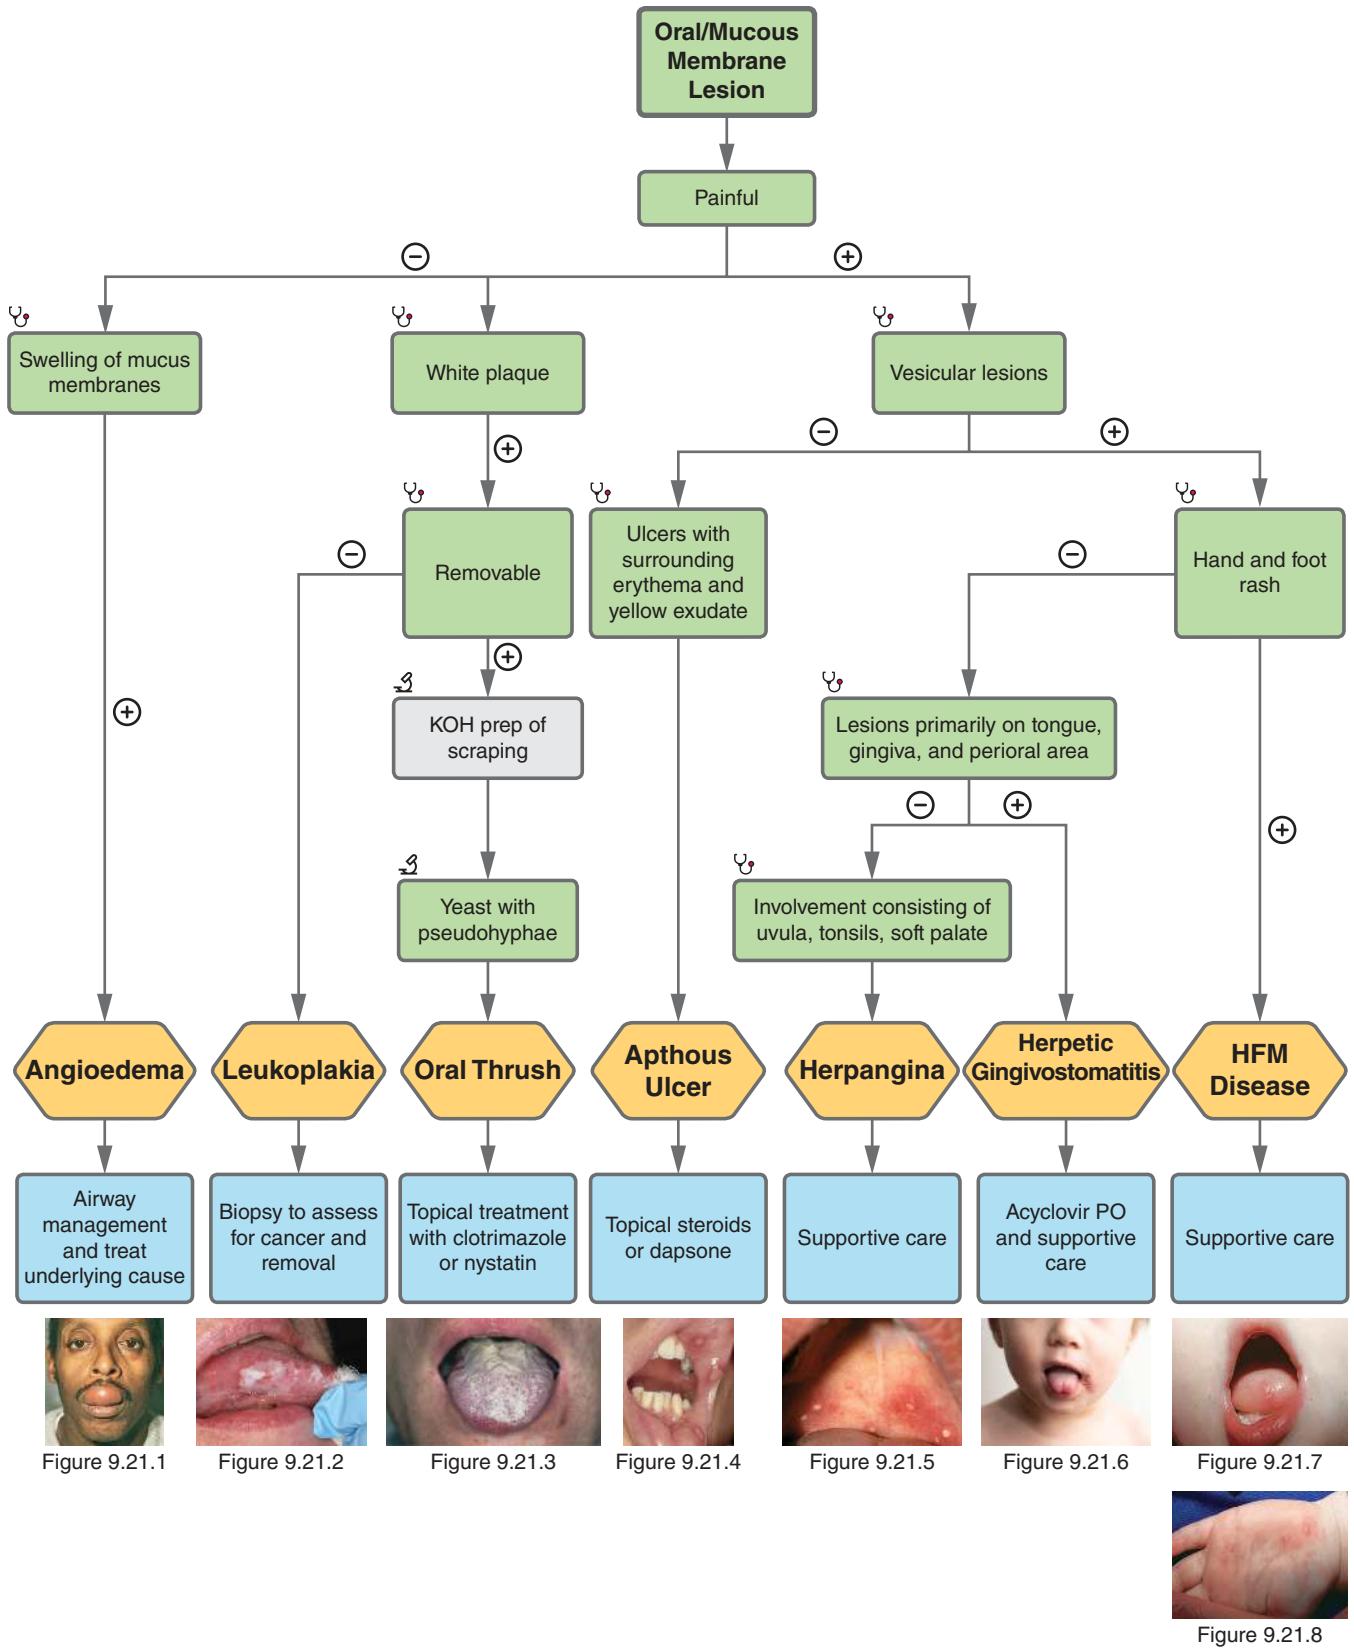 Oral/Mucous
Membrane
Lesion
Painful
−
+
Swelling of mucus
membranes
White plaque
Vesicular lesions
+
−
+
Removable
Ulcers with
surrounding
erythema and
yellow exudate
Hand and foot
rash
−
−
+
+
KOH prep of
scraping
Lesions primarily on tongue,
gingiva, and perioral area
−
+
+
Yeast with
pseudohyphae
Involvement consisting of
uvula, tonsils, soft palate
Angioedema
Leukoplakia
Oral Thrush
Apthous
Ulcer
Herpangina
Herpetic
Gingivostomatitis
HFM
Disease
Airway
management
and treat
underlying cause
Biopsy to assess
for cancer and
removal
Topical treatment
with clotrimazole
or nystatin
Topical steroids
or dapsone
Supportive care
Acyclovir PO
and supportive
care
Supportive care
Figure 9.21.1
Figure 9.21.2
Figure 9.21.3
Figure 9.21.4
Figure 9.21.5
Figure 9.21.6
Figure 9.21.7
Figure 9.21.8